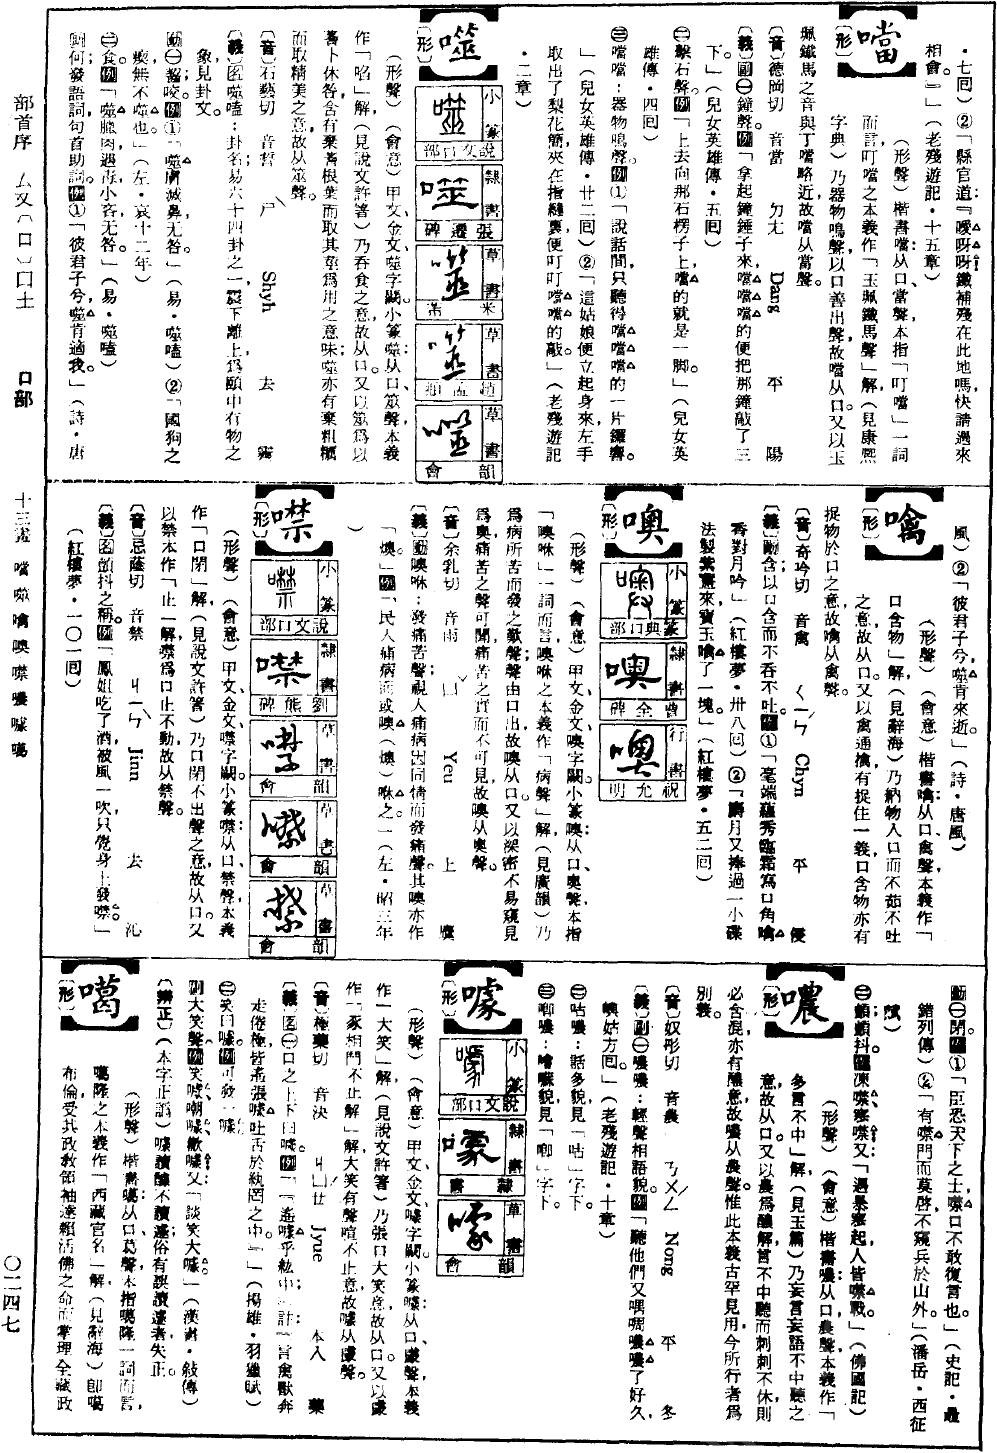 ·七回）②「縣官道：『噯呀呀！鐵補殘在此地嗎，快請過來
相會。』」（老殘遊記·十五章）
噹
〔形〕
（形聲）楷書噹：从口、當聲，本指「叮噹」一詞
而言，叮噹之本義作「玉珮鐵馬聲」解（見康熙
字典）乃器物鳴聲，以口善出聲，故噹从口。又以玉
珮鐵馬之音與丁噹略近，故噹从當聲。
〔音〕德岡切 音當 ㄉㄤ Dang 平 陽
〔義〕副㊀鐘聲。例「拿起鐘錘子來，噹噹噹的便把那鐘敲了三
下。」（兒女英雄傳·五回）
㊁擊石聲。例「上去向那石楞子上，噹的就是一脚。」（兒女英
雄傳·四回）
㊂噹噹：器物鳴聲。例①「說話間，只聽得噹噹噹的一片鑼響。
」（兒女英雄傳·廿二回）②「這姑娘便立起身來，左手
取出了梨花簡，夾在指縫裏，便叮叮噹噹的敲。」（老殘遊記
·二章）
噬
〔形〕
小篆 說文口部
隸書 張遷碑
草書 米芾
草書 趙孟頫
草書 韻會
（形聲）（會意）甲文、金文噬字闕。小篆噬：从口、筮聲，本義
作「啗」解（見說文許箸）乃吞食之意，故从口。又以筮爲以
蓍卜休咎，含有棄蓍根葉而取其莖爲用之意味；噬亦有棄粗糲
而取精美之意，故从筮聲。
〔音〕石藝切 音誓 ㄕˋ Shyh 去 霽
〔義〕名噬嗑：卦名，易六十四卦之一，震下離上，爲頤中有物之
象，見卦文。
動㊀齧咬。例①「噬膚滅鼻，无咎。」（易·噬嗑）②「國狗之
瘈，無不噬也。」（左·哀十二年）
㊁食。例「噬臘肉，遇毒，小吝，无咎。」（易·噬嗑）
副何，發語詞，句首助詞。例①「彼君子兮，噬肯適我。」（詩·唐
風）②「彼君子兮，噬肯來逝。」（詩·唐風）
噙
〔形〕
（形聲）（會意）楷書噙：从口、禽聲，本義作「
口含物」解（見辭海）乃納物入口而不茹不吐
之意，故从口。又以禽通擒，有捉住一義，口含物亦有
捉物於口之意，故噙从禽聲。
〔音〕奇吟切 音禽 ㄑㄧㄣˊ Chyn 平 侵
〔義〕動含；以口含而不吞不吐。例①「毫端蘊秀臨霜寫，口角噙
香對月吟」（紅樓夢·卅八回）②「麝月又捧過一小碟
法製紫薑來，寶玉噙了一塊。」（紅樓夢·五二回）
噢
〔形〕
小篆 篆典口部
隸書 曹全碑
行書 祝允明
（形聲）（會意）甲文、金文噢字闕。小篆噢：从口、奧聲，本指
「噢咻」一詞而言，噢咻之本義作「病聲」解（見廣韻）乃
爲病所苦而發之歎聲，聲由口出，故噢从口。又以深密不易窺見
爲奧，痛苦之聲可聞，痛苦之實而不可見，故噢从奧聲。
〔音〕余乳切 音雨 ㄩˇ Yeu 上 麌
〔義〕動噢咻：發痛苦聲；視人痛病，因同情而發痛聲，其噢亦作
「燠」。例「民人痛病，而或噢（燠）咻之。」（左·昭三年
）
噤
〔形〕
小篆 說文口部
隸書 劉熊碑
草書 韻會
草書 韻會
草書 韻會
（形聲）（會意）甲文、金文噤字闕。小篆噤：从口、禁聲，本義
作「口閉」解（見說文許箸）乃口閉不出聲之意，故从口。又
以禁本作「止」解，噤爲口止不動，故从禁聲。
〔音〕忌蔭切 音禁 ㄐㄧㄣˋ Jinn 去 沁
〔義〕名顫抖之稱。例「鳳姐吃了酒，被風一吹，只覺身上發噤。」
（紅樓夢·一〇一回）
動㊀閉。例①「臣恐天下之士噤口，不敢復言也。」（史記·鼂
錯列傳）②「有噤門而莫啓，不窺兵於山外。」（潘岳·西征
賦）
㊁顫；顫抖。例「凍噤、寒噤」又「遇暴寒起，人皆噤戰。」（佛國記）
噥
〔形〕
（形聲）（會意）楷書噥：从口、農聲，本義作「
多言不中」解（見玉篇）乃妄言妄語不中聽之
意，故从口。又以農爲醲解，言不中聽而刺刺不休則
必含混，亦有醲意，故噥从農聲。惟此本義古罕見用，今所行者爲
別義。
〔音〕奴彤切 音農 ㄋㄨㄥˊ Nong 平 冬
〔義〕副㊀噥噥：輕聲相語貌。例「聽他們又喁喁噥噥了好久，
嶼姑方回。」（老殘遊記·十章）
㊁咕噥：話多貌，見「咕」字下。
㊂唧噥：噜囌貌，見「唧」字下。
噱
〔形〕
小篆 說文口部
隸書 隸書
草書 韻會
（形聲）（會意）甲文、金文噱字闕。小篆噱：从口、豦聲，本義
作「大笑」解（見說文許箸）乃張口大笑意，故从口。又以豦
作「豕相鬥不止」解，大笑有聲喧不止意，故噱从豦聲。
〔音〕極虐切 音決 ㄐㄩㄝˊ Jyue 本入 藥
〔義〕名㊀口之上下曰噱。例「遙噱乎紘中。」註「言禽獸奔
走倦極，皆遙張噱吐舌於紘罔之中。」（揚雄·羽獵賦）
㊁笑曰噱。例「可發一噱」
副大笑聲。例「笑噱、嘲噱、歡噱」又「談笑大噱。」（漢書·敍傳）
〔辨正〕（本字正讀）噱讀醵不讀遽，俗有誤讀遽者失正。
噶
〔形〕
（形聲）楷書噶：从口、葛聲，本指噶隆一詞而言，
噶隆之本義作「西藏官名」解（見辭海）卽噶
布倫，受共政敎節袖達賴活佛之命而掌理全藏政
部首序 厶又〔口〕囗土 口部 十三畫 噹噬噙噢噤噥噱噶 〇二四七